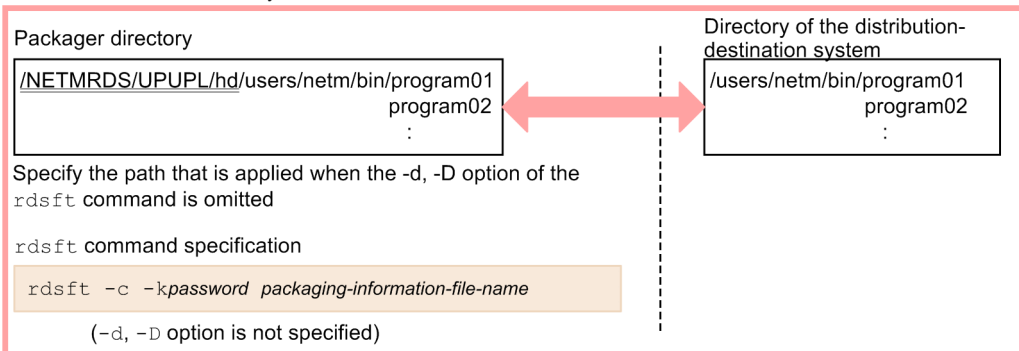 Packager directory
Directory of the distribution-
destination system
/NETMRDS/UPUPL/hd/users/netm/bin/program01
program02
:
/users/netm/bin/program01
program02
:
Specify the path that is applied when the -d, -D option of the
rdsft command is omitted
rdsft command specification
rdsft -c -kpassword packaging-information-file-name
(-d, -D option is not specified)